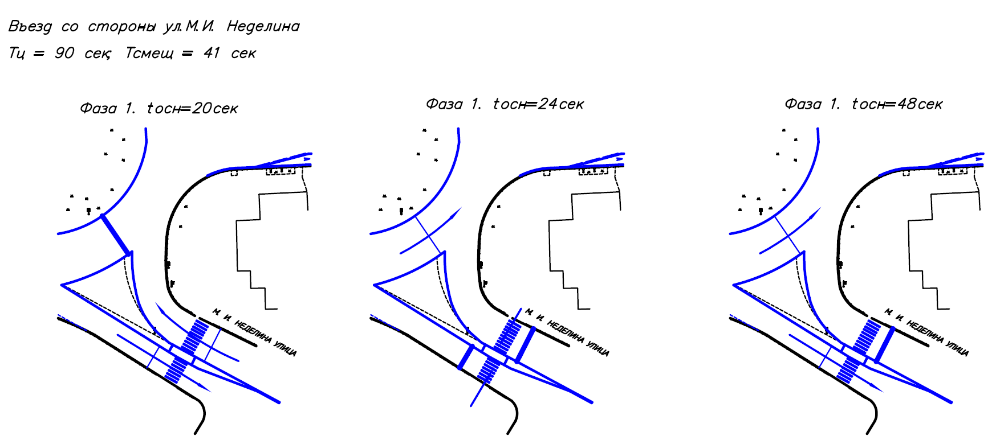 Въезд со стороны ул.М.И. Неделина
Тц = 90 сек, Тсмещ = 41 сек
Фаза 1. tосн=20сек
Фаза 1. tосн=24сек
Фаза 1. tосн=48сек
М. И. НЕДЕЛИНА УЛИЦА
М. И. НЕДЕЛИНА УЛИЦА
М. И. НЕДЕЛИНА УЛИЦА